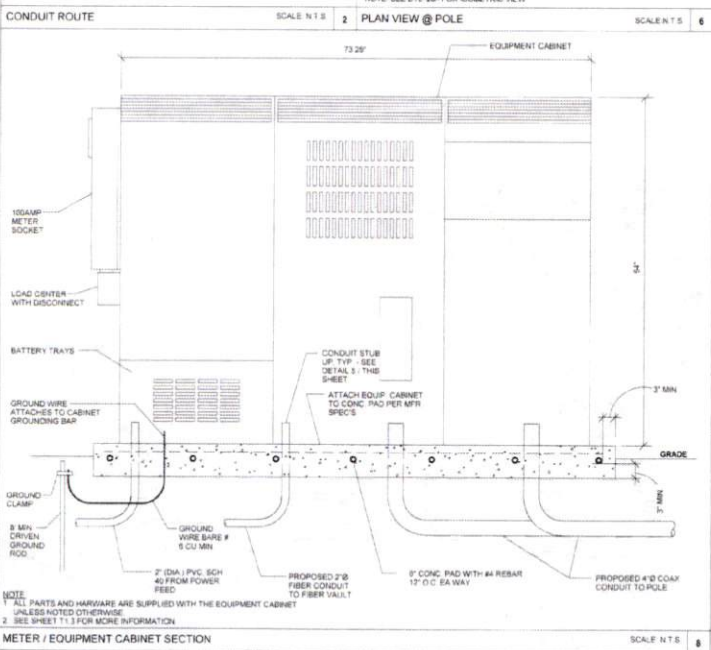 CONDUIT ROUTE
SCALE: N.T.S
2
PLAN VIEW @ POLE
SCALE N.T.S
6
73.28"
EQUIPMENT CABINET
100AMP
METER
SOCKET
54"
LOAD CENTER
WITH DISCONNECT
BATTERY TRAYS
CONDUIT STUB
UP, TYP. - SEE
DETAIL 5 / THIS
SHEET
3" MIN
GROUND WIRE
ATTACHES TO CABINET
GROUNDING BAR
ATTACH EQUIP. CABINET
TO CONC. PAD PER MFR
SPEC'S
GRADE
GROUND
CLAMP
3" MIN
8' MIN
DRIVEN
GROUND
ROD
GROUND
WIRE BARE #
6 CU MIN
2" (DIA.) PVC, SCH
40 FROM POWER
FEED
PROPOSED 2"Ø
FIBER CONDUIT
TO FIBER VAULT
CONC. PAD WITH #4 REBAR
12" O.C. EA WAY
PROPOSED 4"Ø COAX
CONDUIT TO POLE
NOTE
1. ALL PARTS AND HARWARE ARE SUPPLIED WITH THE EQUIPMENT CABINET
UNLESS NOTED OTHERWISE.
2. SEE SHEET T1.3 FOR MORE INFORMATION.
METER / EQUIPMENT CABINET SECTION
SCALE: N.T.S
8